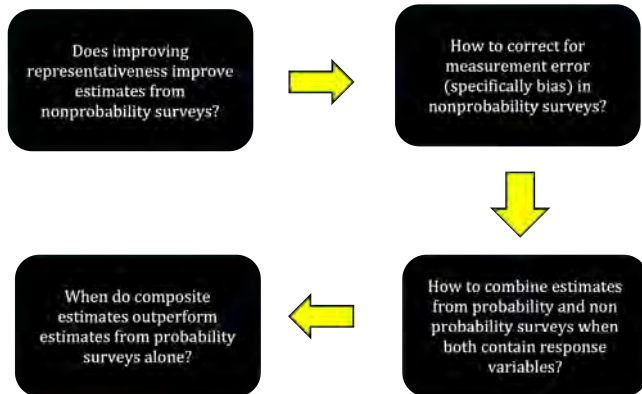 Does improving
representativeness improve
estimates from
nonprobability surveys?
How to correct for
measurement error
(specifically bias) in
nonprobability surveys?
How to combine estimates
from probability and non
probability surveys when
both contain response
variables?
When do composite
estimates outperform
estimates from probability
surveys alone?